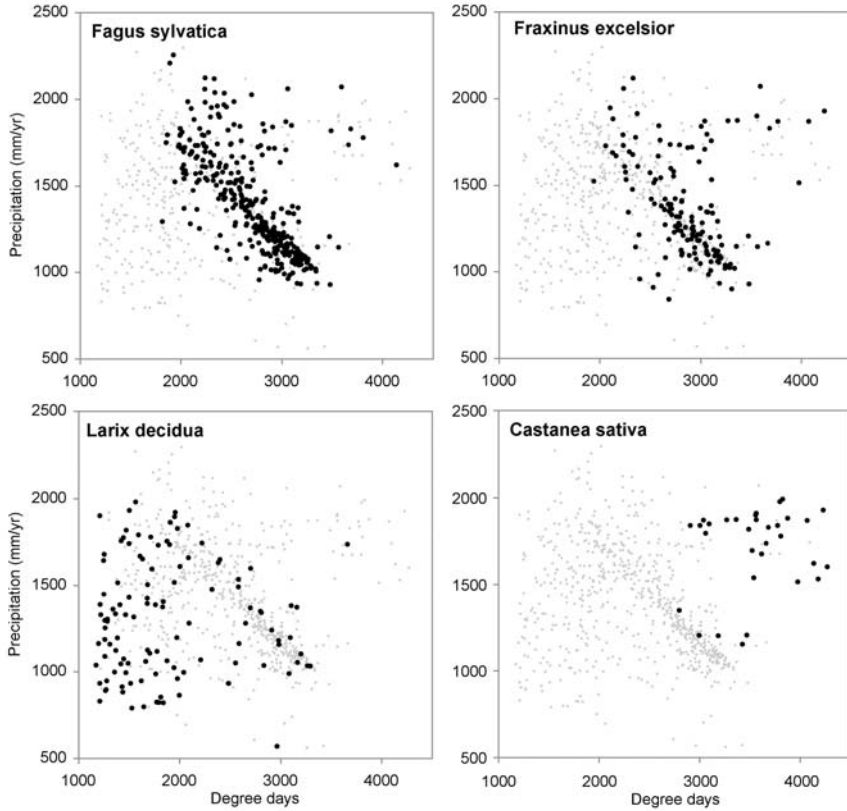 Fagus sylvatica
Fraxinus excelsior
Precipitation (mm/yr)
2500
2000
1500
1000
500
1000 2000 3000 4000
2500
2000
1500
1000
500
1000 2000 3000 4000
Larix decidua
Castanea sativa
Precipitation (mm/yr)
2500
2000
1500
1000
500
1000 2000 3000 4000
Degree days
2500
2000
1500
1000
500
1000 2000 3000 4000
Degree days